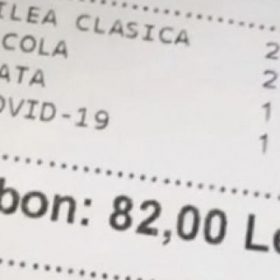 ILEA CLASICA 2
COLA 2
ATA 1
OVID-19 1
bon: 82,00 Le